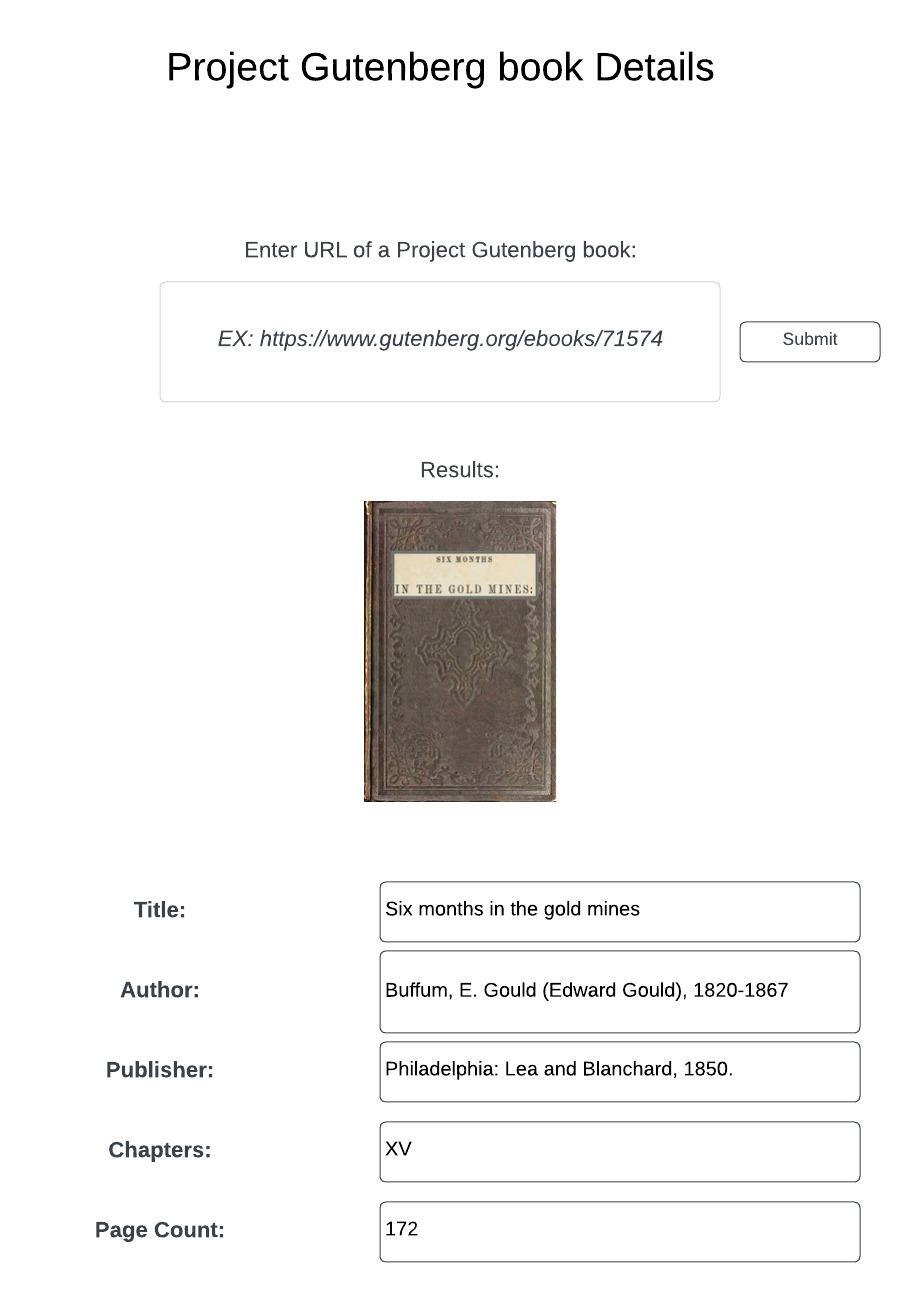 Project Gutenberg book Details
Enter URL of a Project Gutenberg book:
EX: https://www.gutenberg.org/ebooks/71574
Submit
Results:
SIX MONTHS
IN THE GOLD MINES:
Title:
Six months in the gold mines
Author:
Buffum, E. Gould (Edward Gould), 1820-1867
Publisher:
Philadelphia: Lea and Blanchard, 1850.
Chapters:
XV
Page Count:
172